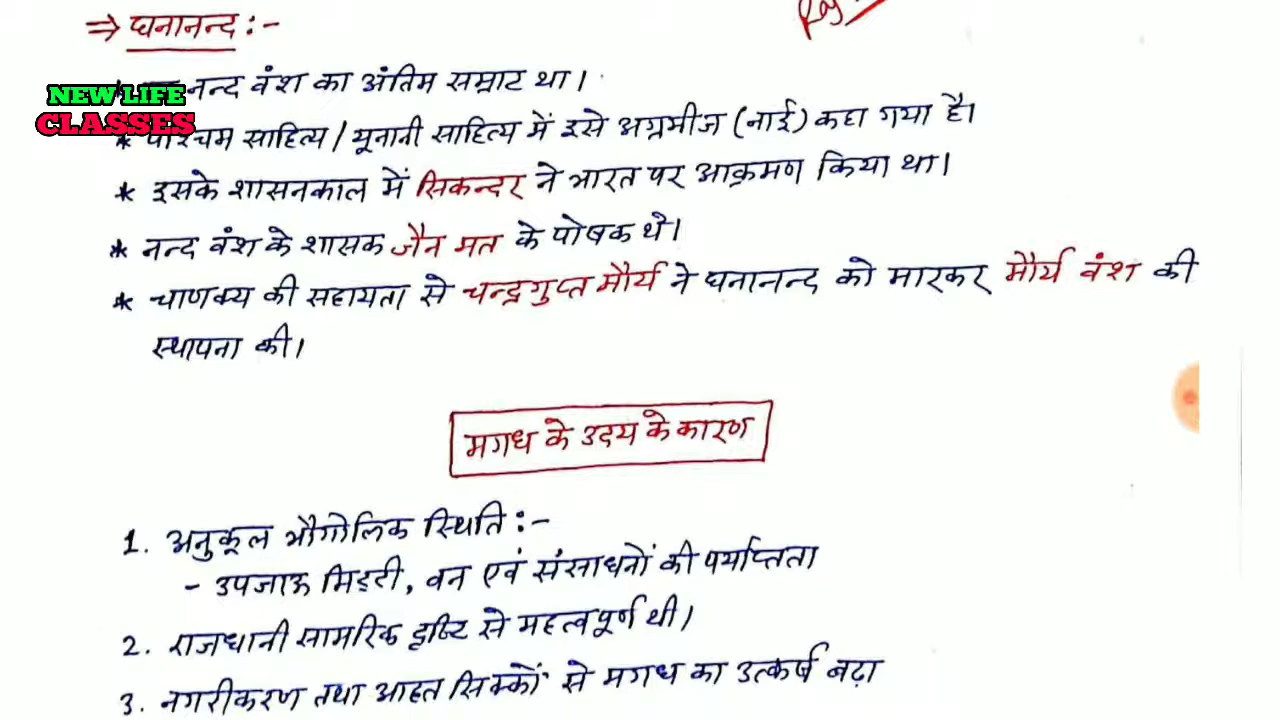 ⇒ घनानन्द :-
नन्द वंश का अंतिम सम्राट था।
NEW LIFE
CLASSES
* पश्चिम साहित्य / यूनानी साहित्य में इसे अग्रमीज (नाई) कहा गया है।
* इसके शासनकाल में सिकन्दर ने भारत पर आक्रमण किया था।
* नन्द वंश के शासक जैन मत के पोषक थे।
* चाणक्य की सहायता से चन्द्रगुप्त मौर्य ने घनानन्द को मारकर मौर्य वंश की
स्थापना की।
मगध के उदय के कारण
1. अनुकूल भौगोलिक स्थिति :-
- उपजाऊ मिट्टी, वन एवं संसाधनों की पर्याप्तता
2. राजधानी सामरिक दृष्टि से महत्वपूर्ण थी।
3. नगरीकरण तथा आहत सिक्कों से मगध का उत्कर्ष बढ़ा